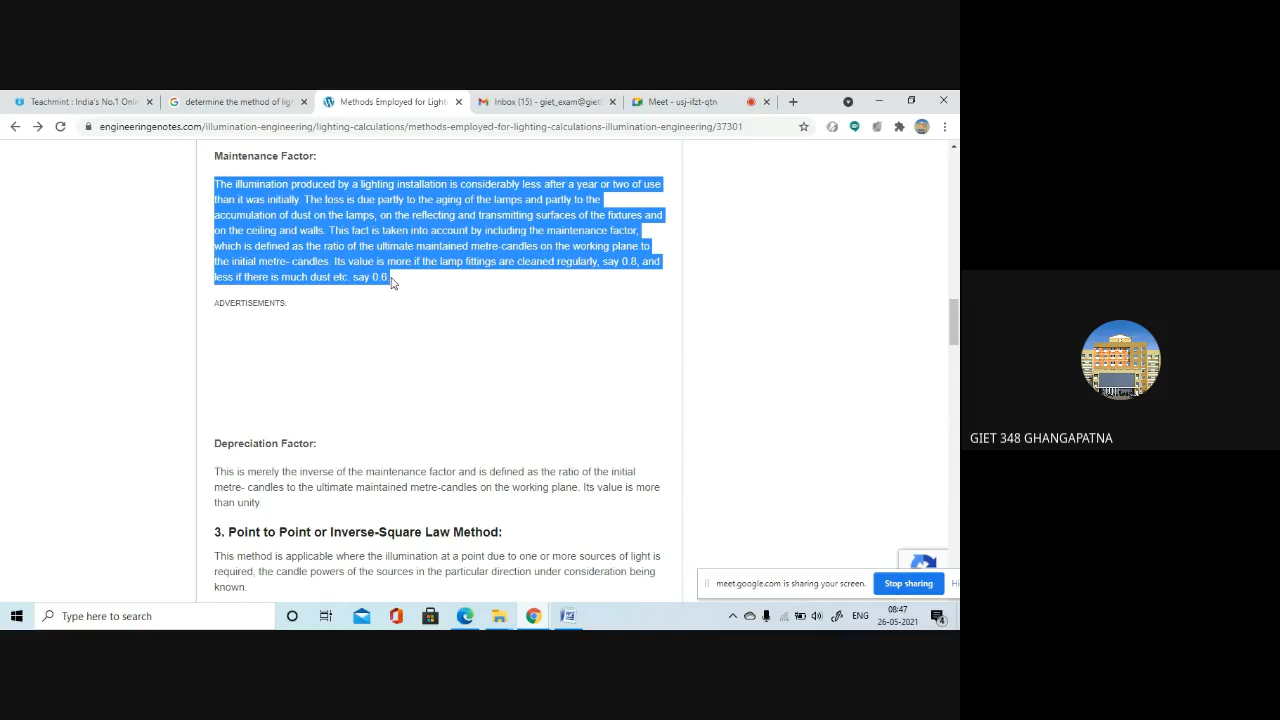 Teachmint : India's No.1 Onli
determine the method of lig
Methods Employed for Lighti
Inbox (15) - giet_exam@giet
Meet - usj-ifzt-qtn
engineeringenotes.com/illumination-engineering/lighting-calculations/methods-employed-for-lighting-calculations-illumination-engineering/37301
Maintenance Factor:
The illumination produced by a lighting installation is considerably less after a year or two of use
than it was initially. The loss is due partly to the aging of the lamps and partly to the
accumulation of dust on the lamps, on the reflecting and transmitting surfaces of the fixtures and
on the ceiling and walls. This fact is taken into account by including the maintenance factor,
which is defined as the ratio of the ultimate maintained metre-candles on the working plane to
the initial metre- candles. Its value is more if the lamp fittings are cleaned regularly, say 0.8, and
less if there is much dust etc. say 0.6.
ADVERTISEMENTS:
Depreciation Factor:
This is merely the inverse of the maintenance factor and is defined as the ratio of the initial
metre- candles to the ultimate maintained metre-candles on the working plane. Its value is more
than unity.
3. Point to Point or Inverse-Square Law Method:
This method is applicable where the illumination at a point due to one or more sources of light is
required, the candle powers of the sources in the particular direction under consideration being
known.
meet.google.com is sharing your screen.
Stop sharing
Hi
Type here to search
ENG
08:47
26-05-2021
4
GIET 348 GHANGAPATNA